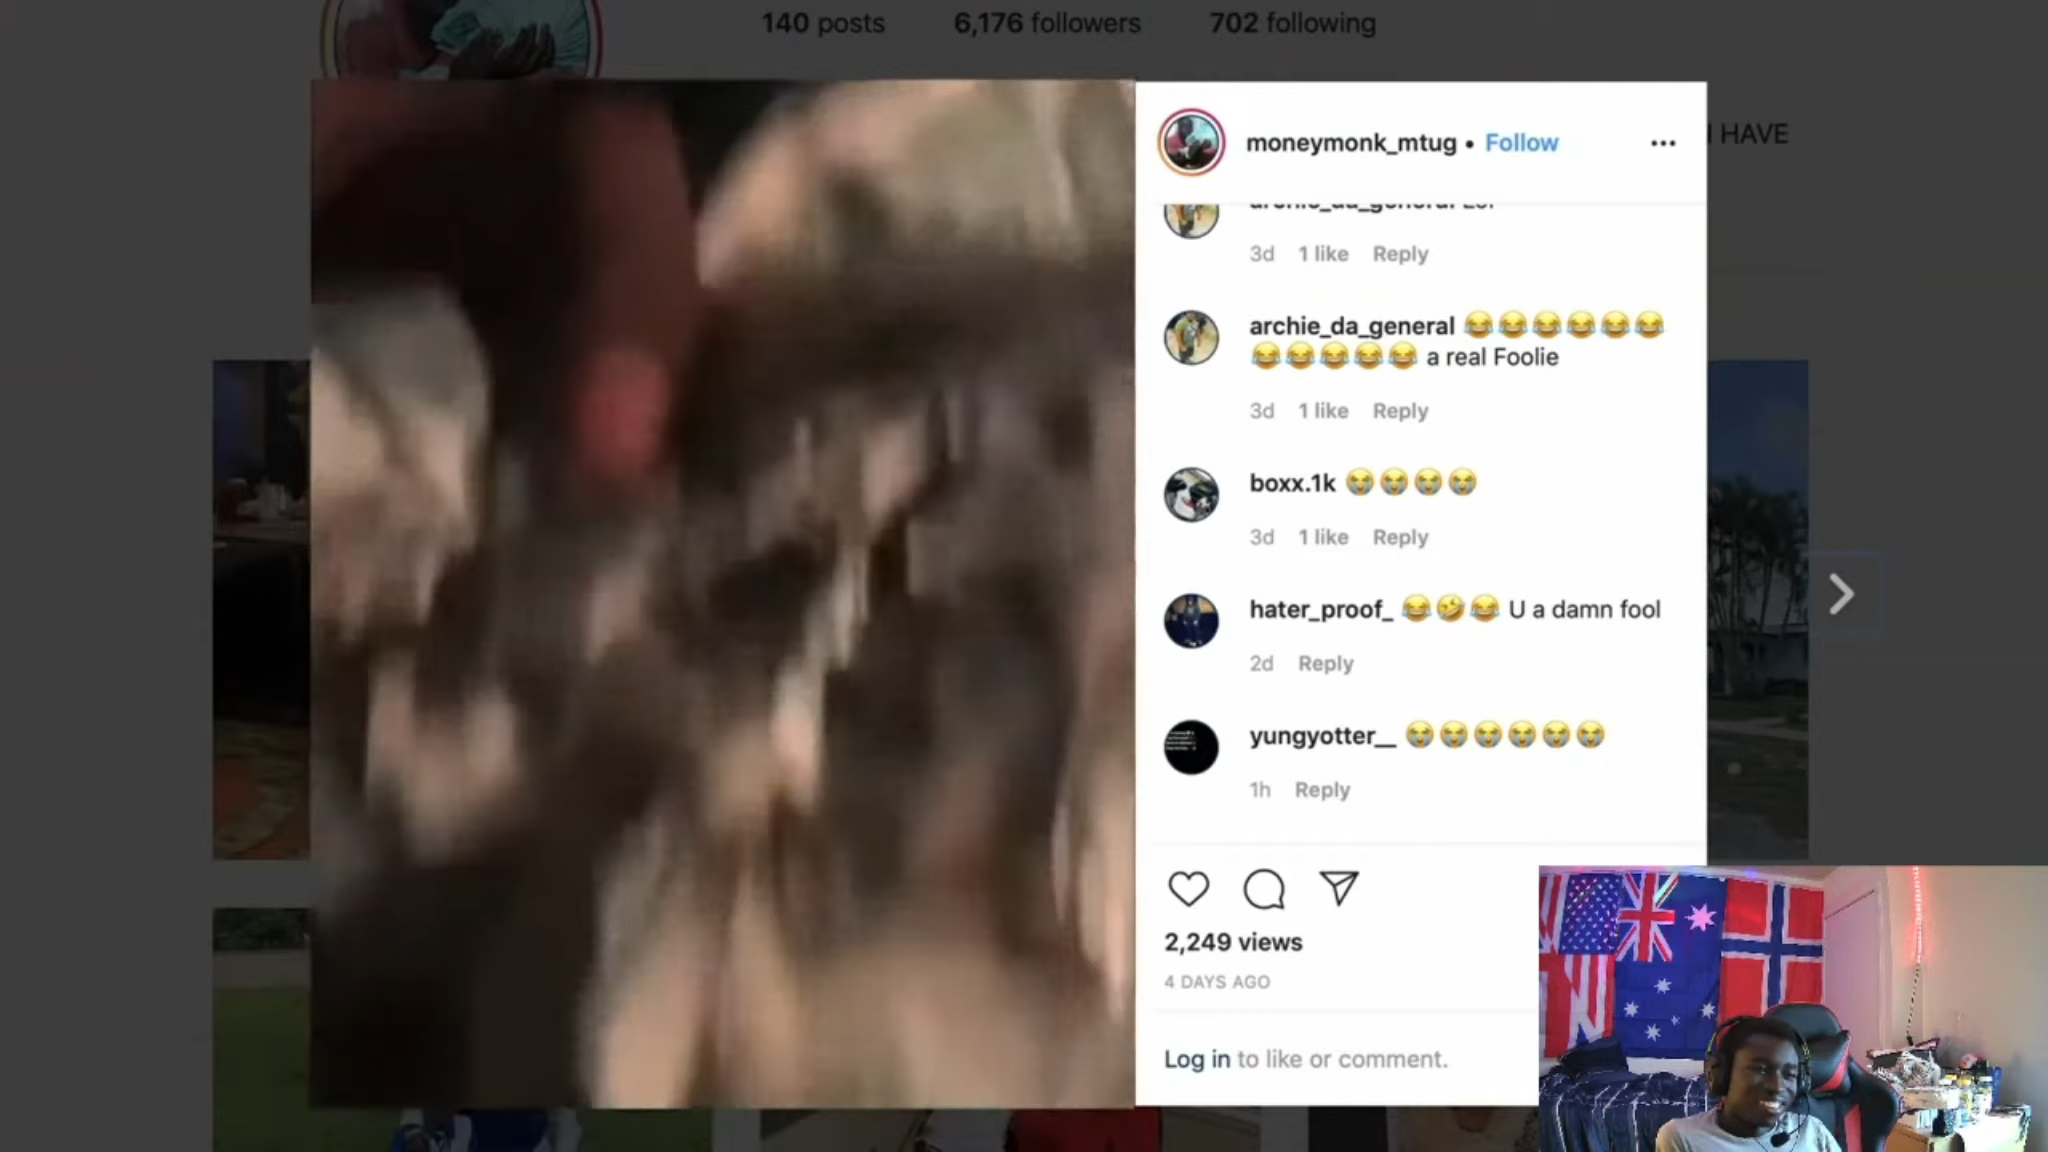 140 posts 6,176 followers 702 following
HAVE
moneymonk_mtug • Follow
3d 1 like Reply
archie_da_general 😂😂😂😂😂😂
😂😂😂😂😂 a real Foolie
3d 1 like Reply
boxx.1k 😭😭😭😭
3d 1 like Reply
hater_proof_ 😂🤣😂 U a damn fool
2d Reply
yungyotter__ 😭😭😭😭😭😭
1h Reply
2,249 views
4 DAYS AGO
Log in to like or comment.